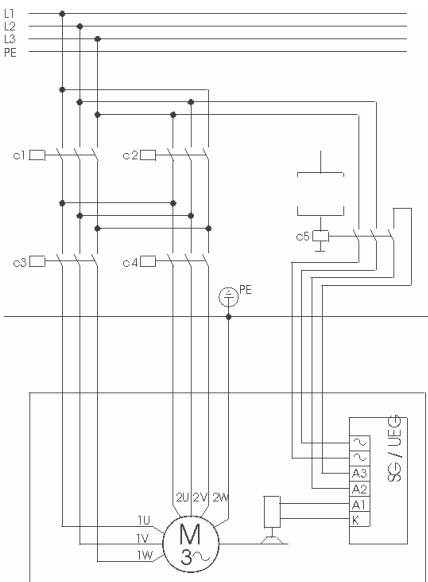 L1
L2
L3
PE
c1
c2
c5
c3
c4
PE
SG / UEG
A3
A2
A1
K
2U 2V 2W
1U
1V
1W
M
3~